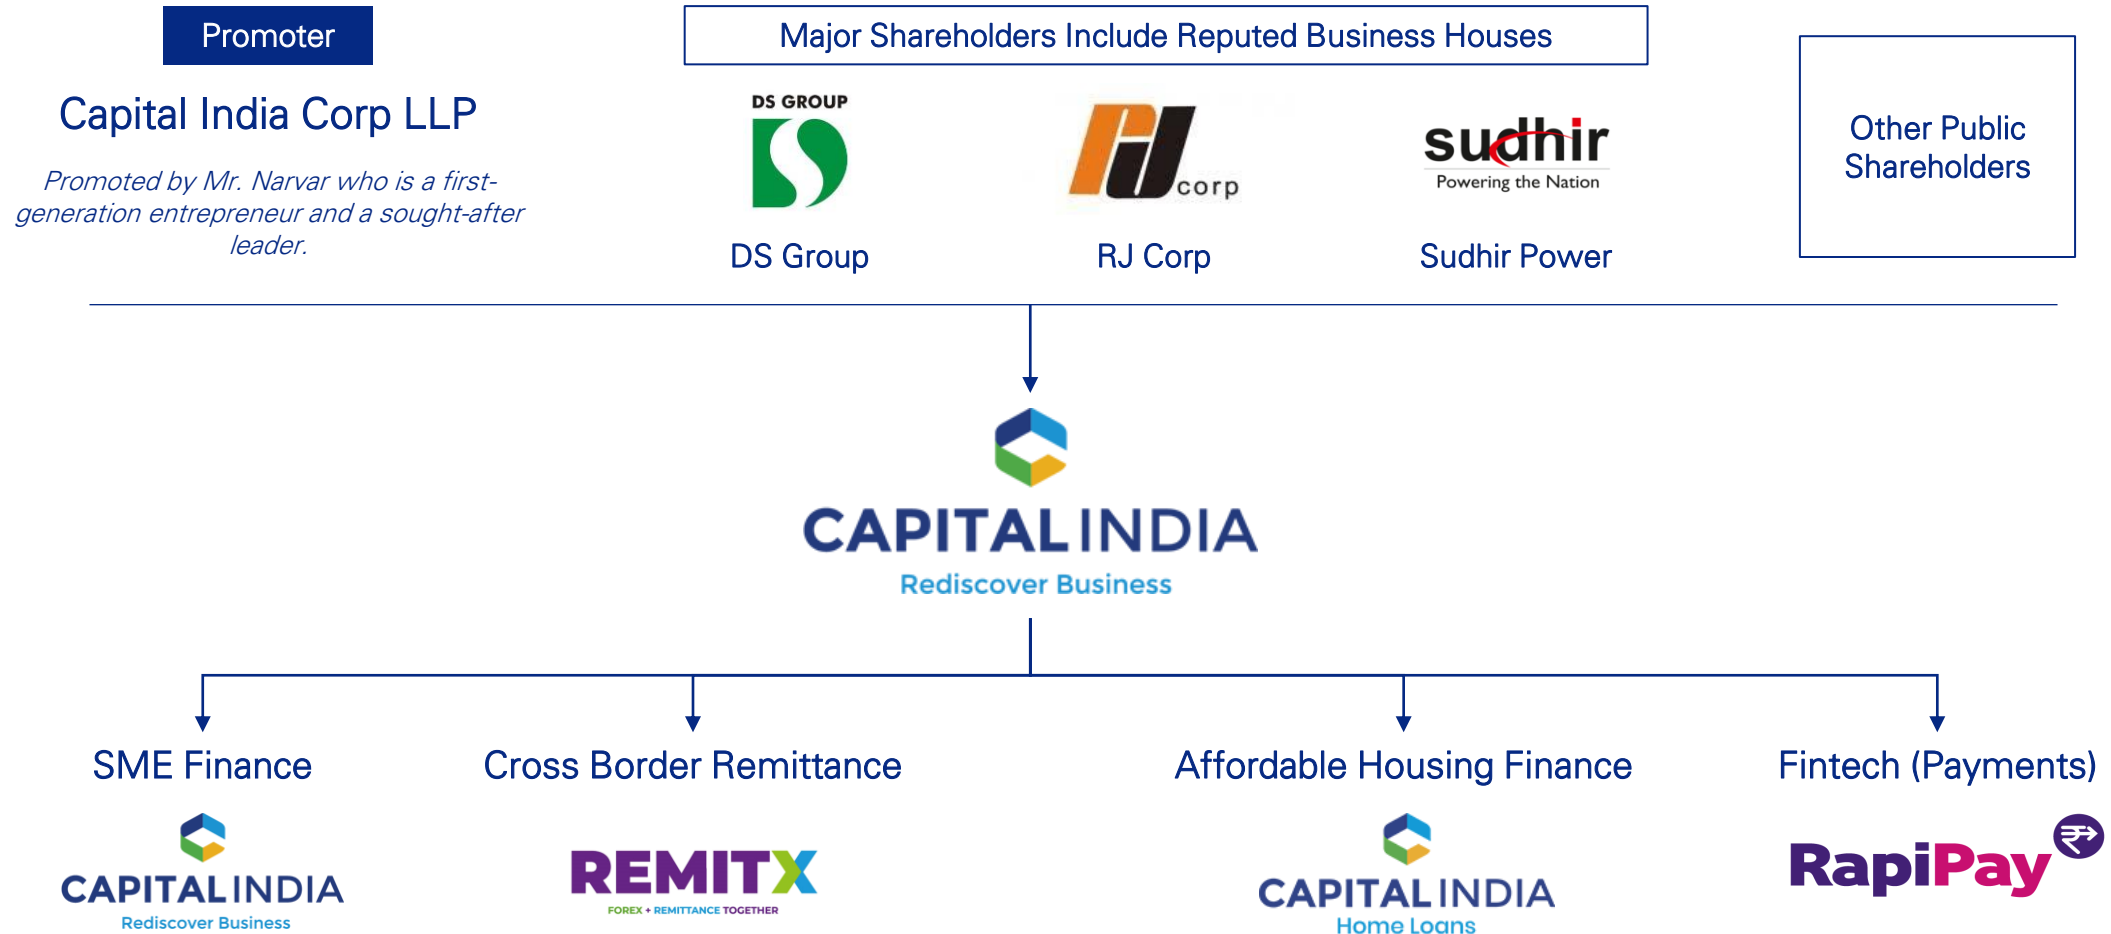 Promoter
Capital India Corp LLP
Promoted by Mr. Narvar who is a first-
generation entrepreneur and a sought-after
leader.
Major Shareholders Include Reputed Business Houses
DS GROUP
DS Group
RJ corp
RJ Corp
sudhir
Powering the Nation
Sudhir Power
Other Public
Shareholders
CAPITAL INDIA
Rediscover Business
SME Finance
CAPITAL INDIA
Rediscover Business
Cross Border Remittance
REMITX
FOREX + REMITTANCE TOGETHER
Affordable Housing Finance
CAPITAL INDIA
Home Loans
Fintech (Payments)
RapiPay
₹